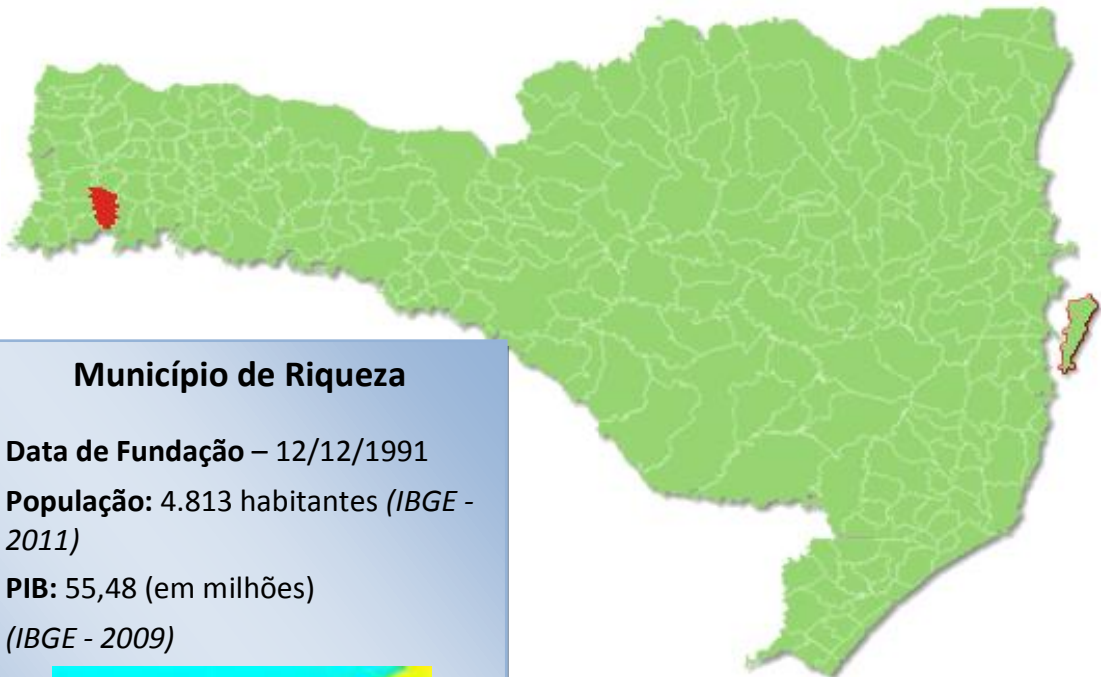 Município de Riqueza
Data de Fundação – 12/12/1991
População: 4.813 habitantes (IBGE -
2011)
PIB: 55,48 (em milhões)
(IBGE - 2009)